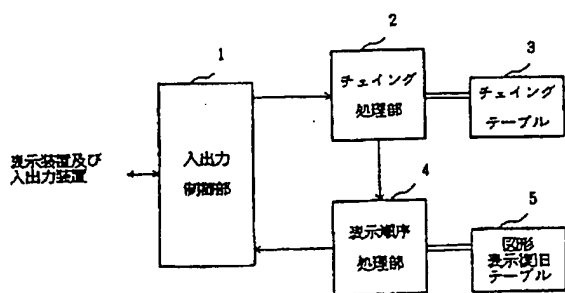 1
2
3
チェイング
処理部
チェイング
テーブル
表示装置及び
入出力装置
入出力
制御部
4
5
表示順序
処理部
図形
表示復旧
テーブル